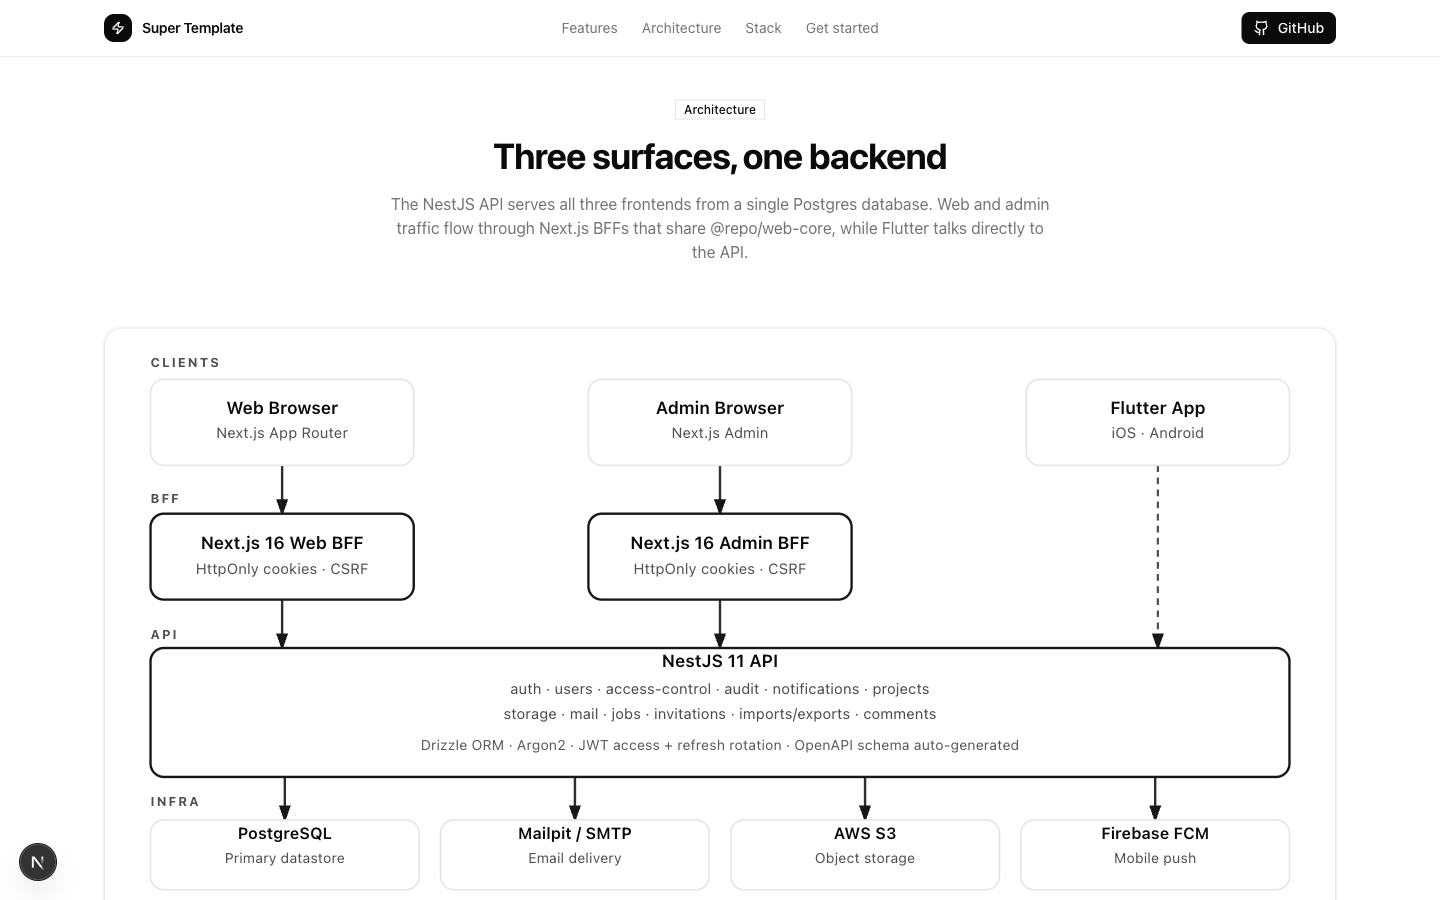 Super Template
Features
Architecture
Stack
Get started
GitHub
Architecture
Three surfaces, one backend
The NestJS API serves all three frontends from a single Postgres database. Web and admin
traffic flow through Next.js BFFs that share @repo/web-core, while Flutter talks directly to
the API.
CLIENTS
Web Browser
Next.js App Router
Admin Browser
Next.js Admin
Flutter App
iOS · Android
BFF
Next.js 16 Web BFF
HttpOnly cookies · CSRF
Next.js 16 Admin BFF
HttpOnly cookies · CSRF
API
NestJS 11 API
auth · users · access-control · audit · notifications · projects
storage · mail · jobs · invitations · imports/exports · comments
Drizzle ORM · Argon2 · JWT access + refresh rotation · OpenAPI schema auto-generated
INFRA
PostgreSQL
Primary datastore
Mailpit / SMTP
Email delivery
AWS S3
Object storage
Firebase FCM
Mobile push
N